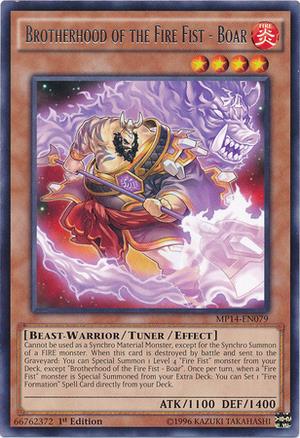 BROTHERHOOD OF THE FIRE FIST - BOAR
FIRE
炎
MP14-EN079
[BEAST-WARRIOR / TUNER / EFFECT]
Cannot be used as a Synchro Material Monster, except for the Synchro Summon
of a FIRE monster. When this card is destroyed by battle and sent to the
Graveyard: You can Special Summon 1 Level 4 "Fire Fist" monster from your
Deck, except "Brotherhood of the Fire Fist - Boar". Once per turn, when a "Fire
Fist" monster is Special Summoned from your Extra Deck: You can Set 1 "Fire
Formation" Spell Card directly from your Deck.
ATK/1100 DEF/1400
66762372 1st Edition ©1996 KAZUKI TAKAHASHI